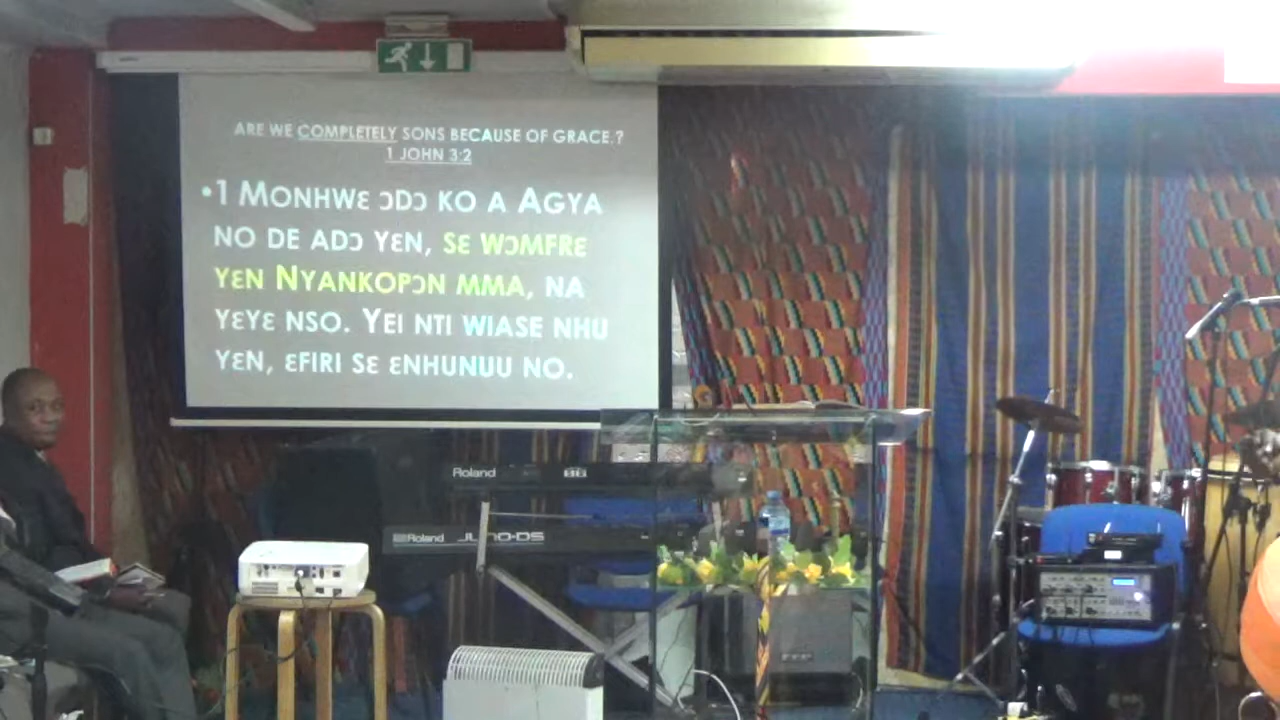 ARE WE COMPLETELY SONS BECAUSE OF GRACE.?
1 JOHN 3:2
•1 MONHWƐ ƆDƆ KO A AGYA
NO DE ADƆ YƐN, SƐ WƆMFRƐ
YƐN NYANKOPƆN MMA, NA
YƐYƐ NSO. YEI NTI WIASE NHU
YƐN, ƐFIRI SƐ ƐNHUNUU NO.
Roland
Roland JUNO-DS